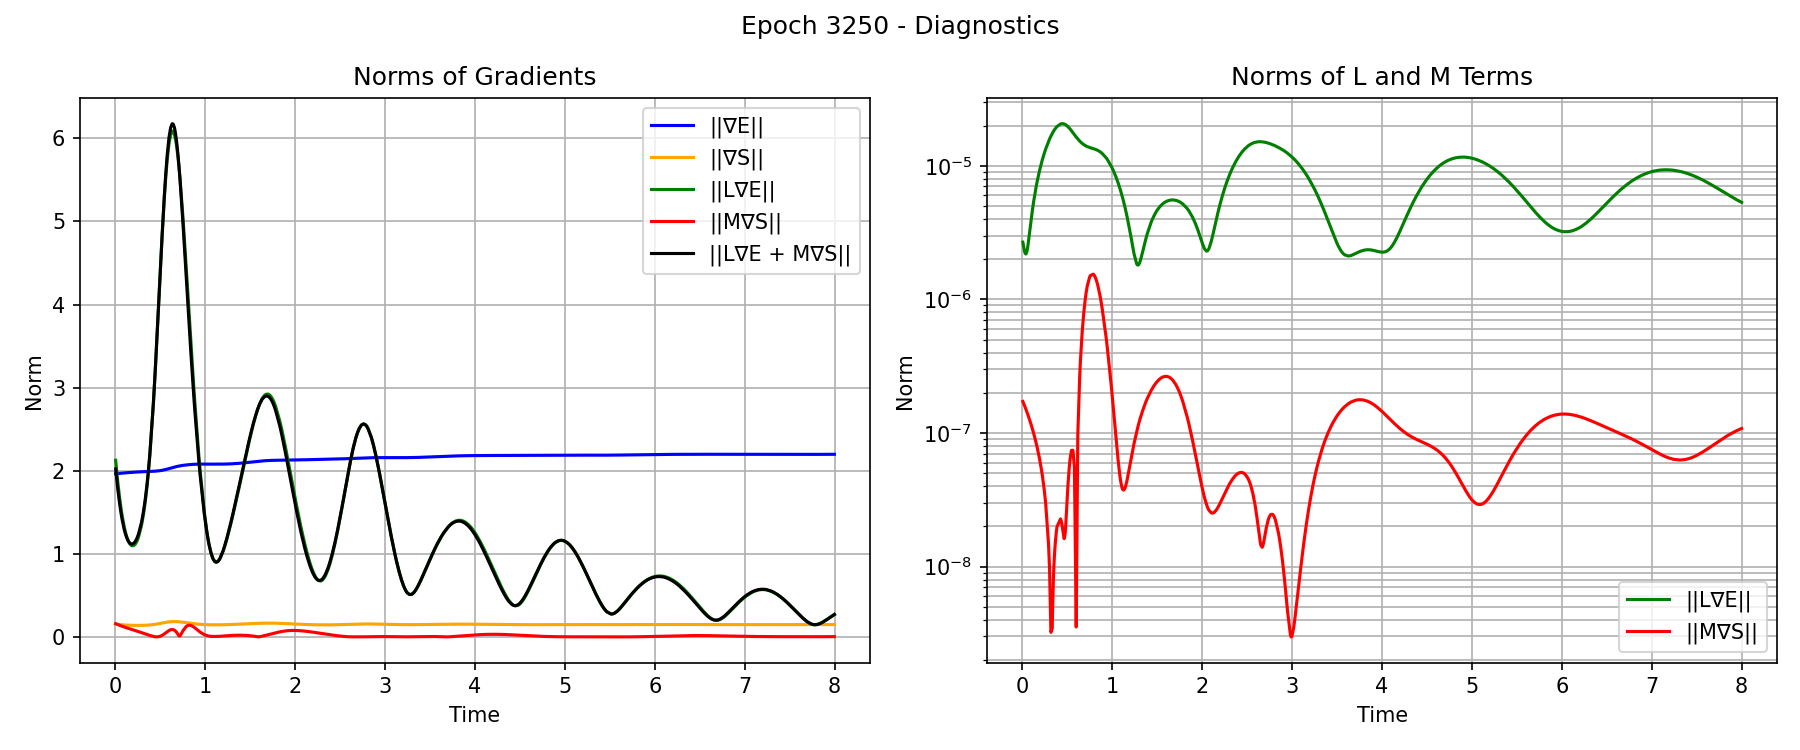 Epoch 3250 - Diagnostics
Norms of Gradients
Norm
6
5
4
3
2
1
0
||∇E||
||∇S||
||L∇E||
||M∇S||
||L∇E + M∇S||
0 1 2 3 4 5 6 7 8
Time
Norms of L and M Terms
Norm
10⁻⁵
10⁻⁶
10⁻⁷
10⁻⁸
||L∇E||
||M∇S||
0 1 2 3 4 5 6 7 8
Time